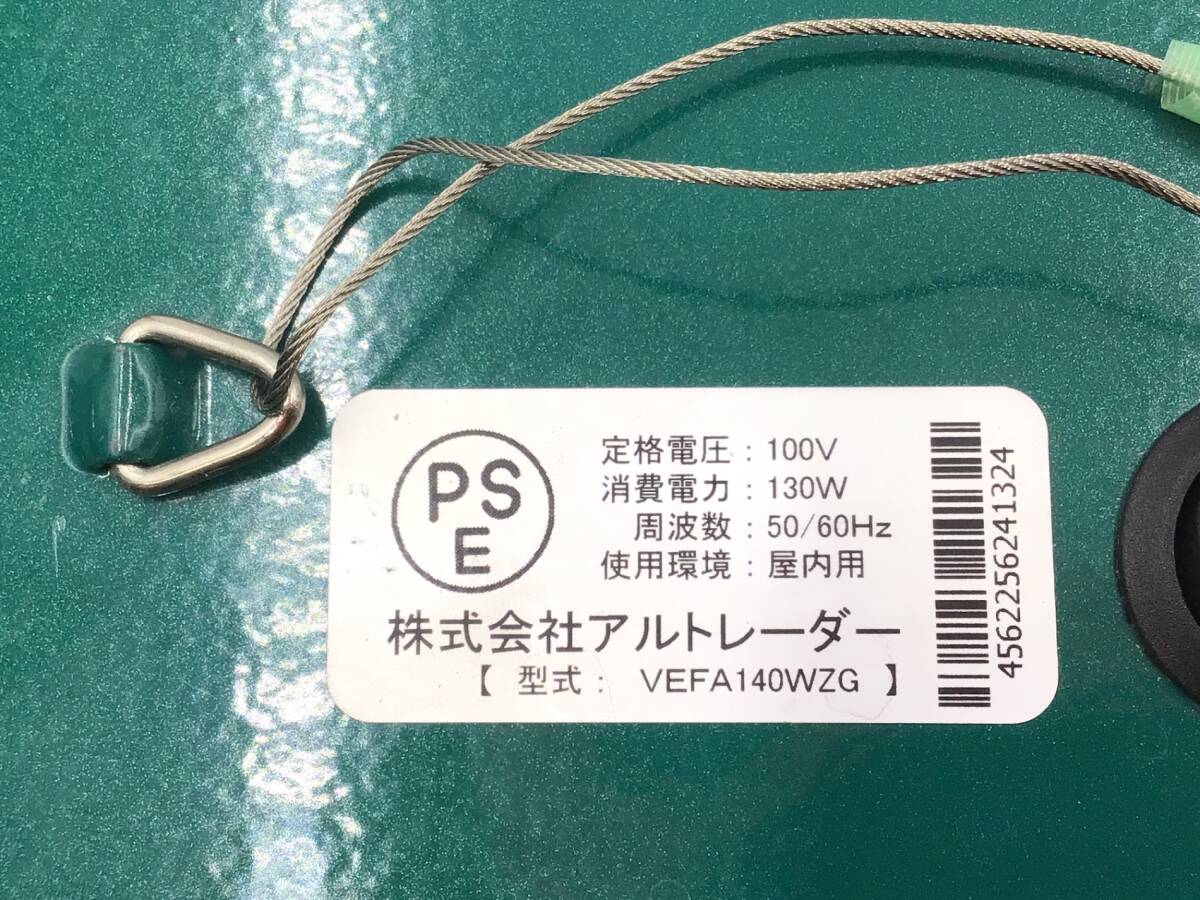 PS
E
定格電圧：100V
消費電力：130W
周波数：50/60Hz
使用環境：屋内用
株式会社アルトレーダー
【 型式： VEFA140WZG 】
4562256241324